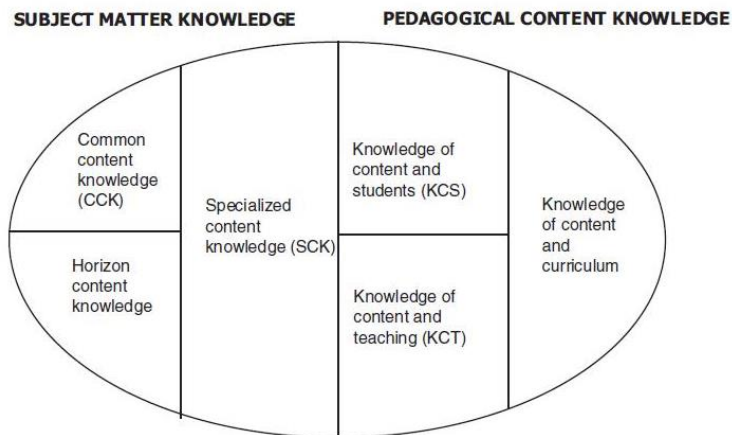 SUBJECT MATTER KNOWLEDGE
PEDAGOGICAL CONTENT KNOWLEDGE
Common
content
knowledge
(CCK)
Horizon
content
knowledge
Specialized
content
knowledge (SCK)
Knowledge of
content and
students (KCS)
Knowledge of
content and
teaching (KCT)
Knowledge
of content
and
curriculum